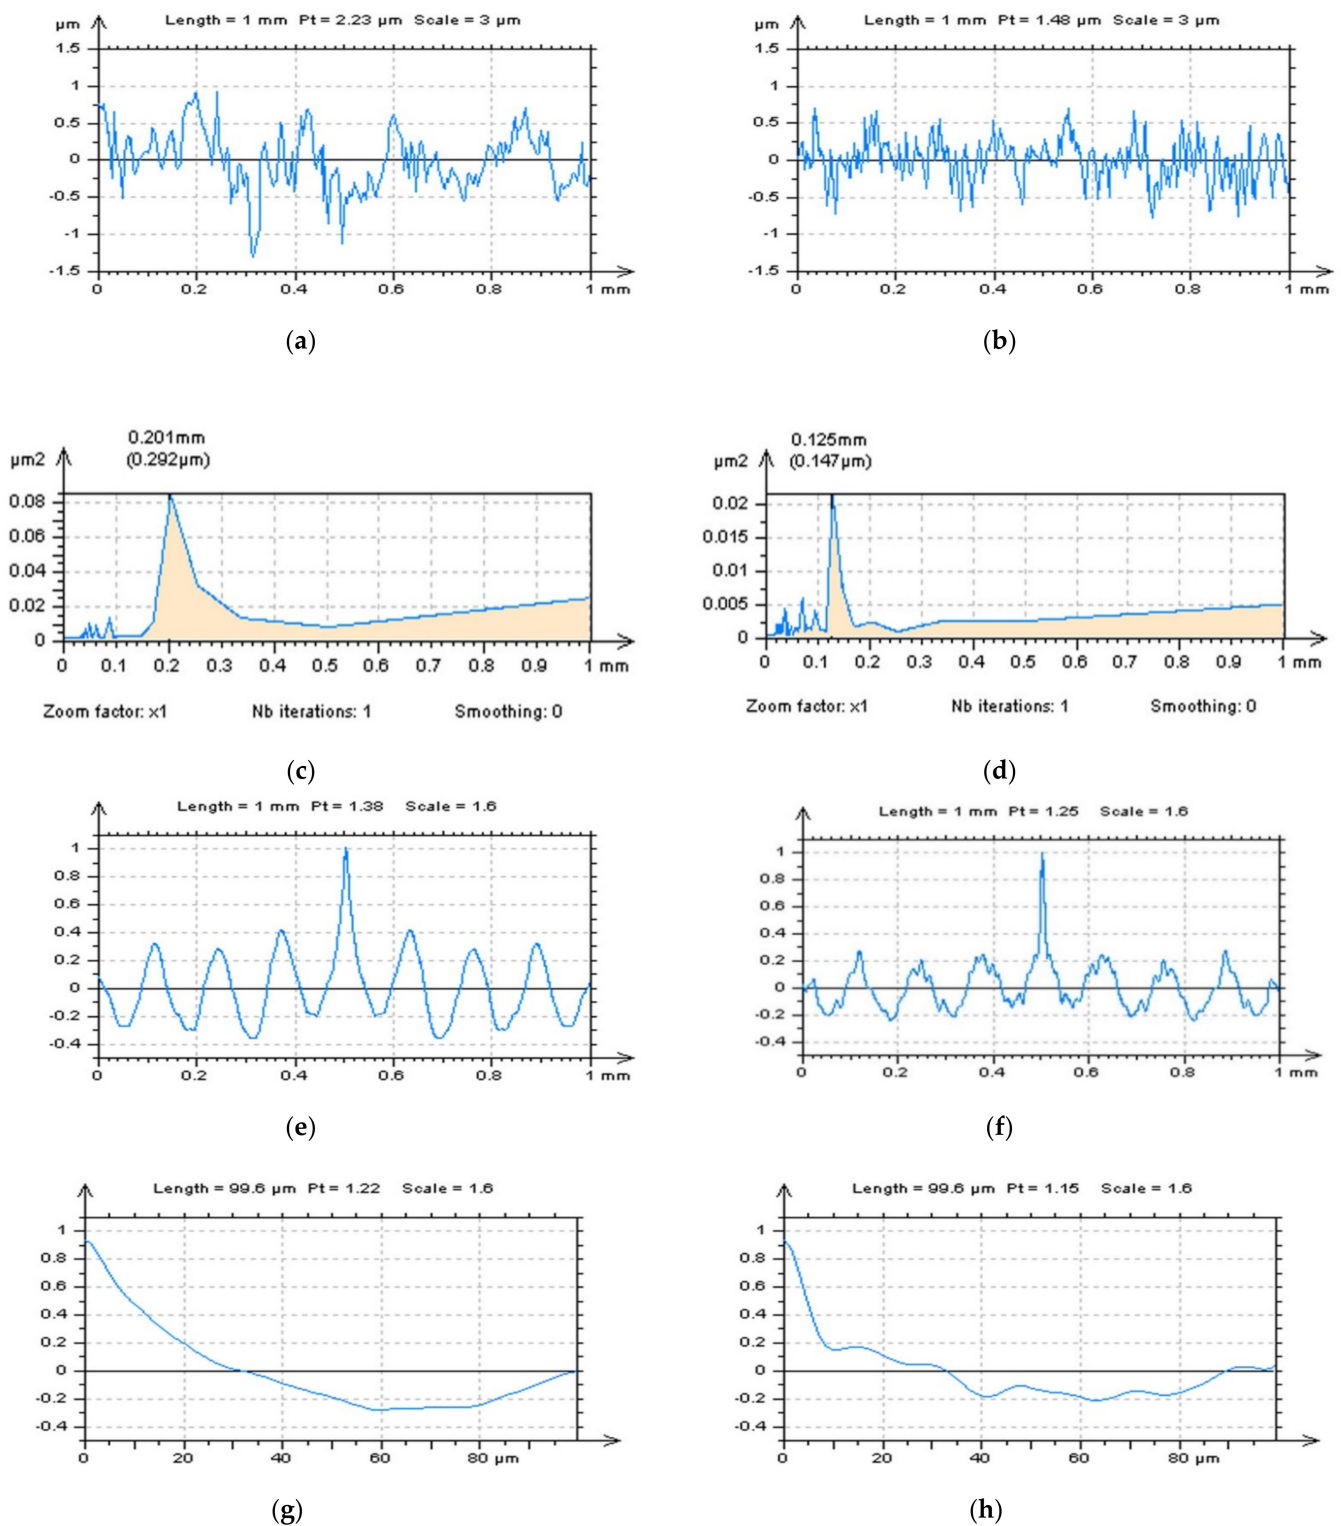 Length = 1 mm Pt = 2.23 µm Scale = 3 µm
µm
1.5
1
0.5
0
-0.5
-1
-1.5
0 0.2 0.4 0.6 0.8 1 mm
(a)
Length = 1 mm Pt = 1.48 µm Scale = 3 µm
µm
1.5
1
0.5
0
-0.5
-1
-1.5
0 0.2 0.4 0.6 0.8 1 mm
(b)
0.201mm
(0.292µm)
µm2
0.08
0.06
0.04
0.02
0
0 0.1 0.2 0.3 0.4 0.5 0.6 0.7 0.8 0.9 1 mm
Zoom factor: x1 Nb iterations: 1 Smoothing: 0
(c)
0.125mm
(0.147µm)
µm2
0.02
0.015
0.01
0.005
0
0 0.1 0.2 0.3 0.4 0.5 0.6 0.7 0.8 0.9 1 mm
Zoom factor: x1 Nb iterations: 1 Smoothing: 0
(d)
Length = 1 mm Pt = 1.38 Scale = 1.6
1
0.8
0.6
0.4
0.2
0
-0.2
-0.4
0 0.2 0.4 0.6 0.8 1 mm
(e)
Length = 1 mm Pt = 1.25 Scale = 1.6
1
0.8
0.6
0.4
0.2
0
-0.2
-0.4
0 0.2 0.4 0.6 0.8 1 mm
(f)
Length = 99.6 µm Pt = 1.22 Scale = 1.6
1
0.8
0.6
0.4
0.2
0
-0.2
-0.4
0 20 40 60 80 µm
(g)
Length = 99.6 µm Pt = 1.15 Scale = 1.6
1
0.8
0.6
0.4
0.2
0
-0.2
-0.4
0 20 40 60 80 µm
(h)